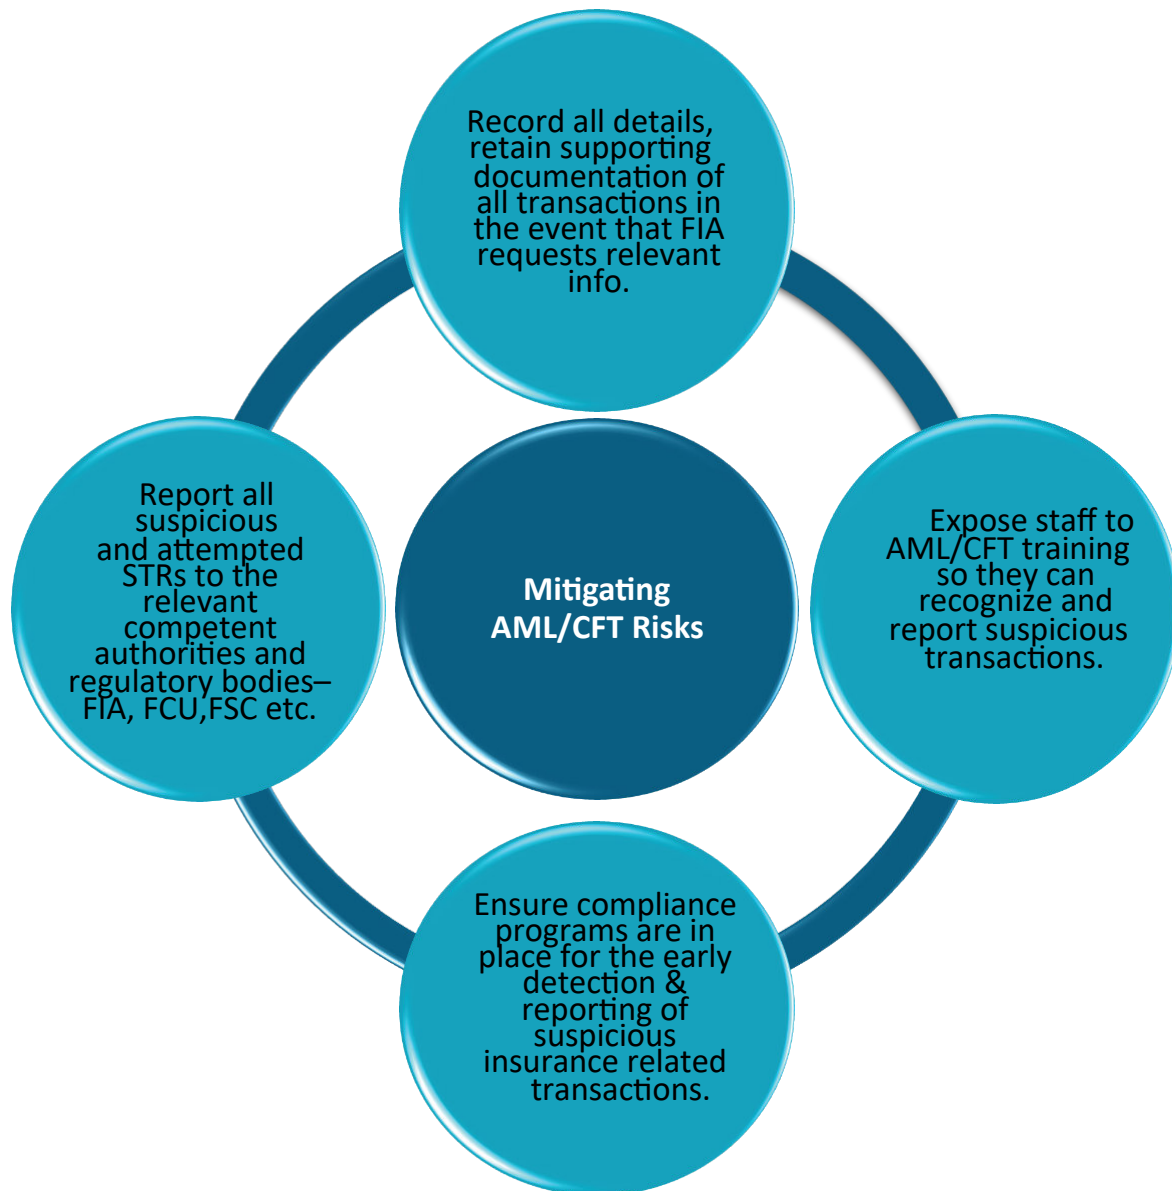 Record all details,
retain supporting
documentation of
all transactions in
the event that FIA
requests relevant
info.
Report all
suspicious
and attempted
STRs to the
relevant
competent
authorities and
regulatory bodies–
FIA, FCU,FSC etc.
Mitigating
AML/CFT Risks
Expose staff to
AML/CFT training
so they can
recognize and
report suspicious
transactions.
Ensure compliance
programs are in
place for the early
detection &
reporting of
suspicious
insurance related
transactions.